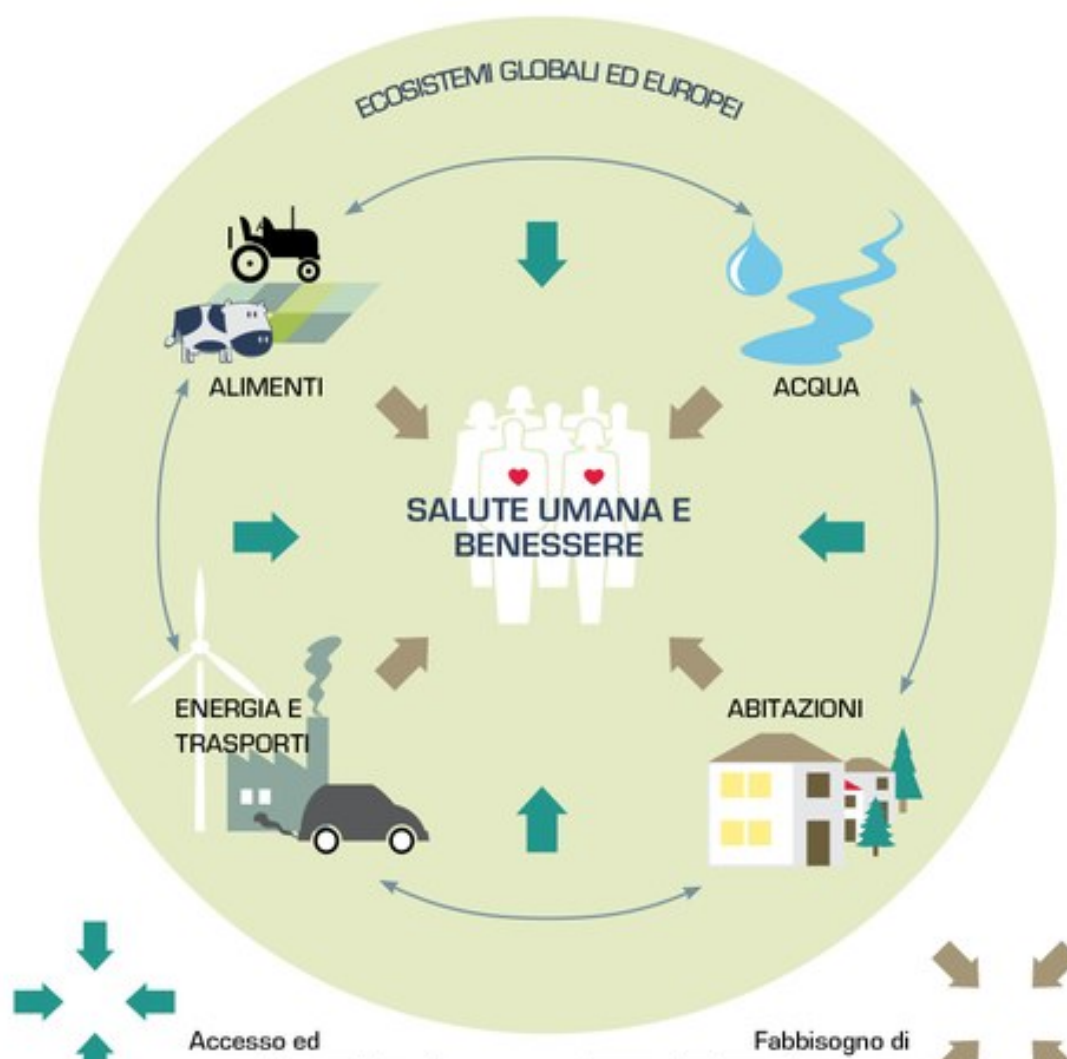 ECOSISTEMI GLOBALI ED EUROPEI
ALIMENTI
ACQUA
SALUTE UMANA E
BENESSERE
ENERGIA E
TRASPORTI
ABITAZIONI
Accesso ed
Fabbisogno di